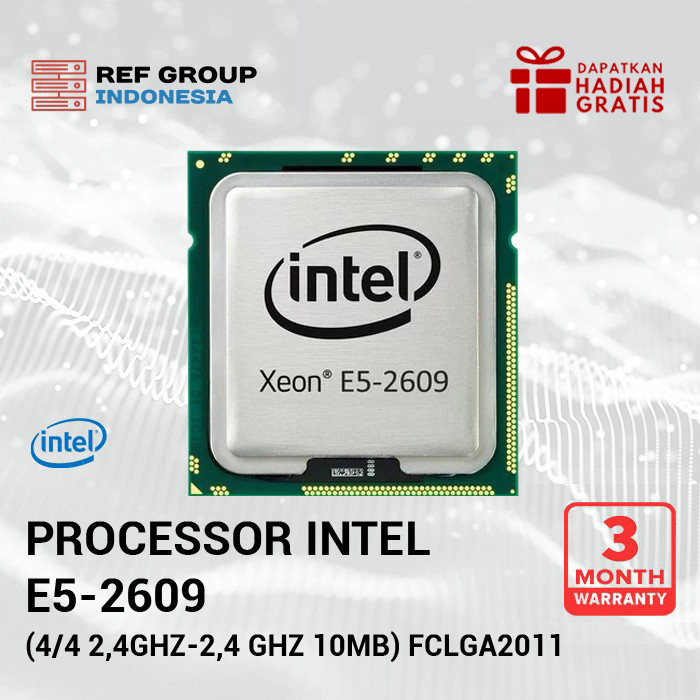 REF GROUP
INDONESIA
DAPATKAN
HADIAH
GRATIS
intel®
Xeon® E5-2609
intel
PROCESSOR INTEL
E5-2609
(4/4 2,4GHZ-2,4 GHZ 10MB) FCLGA2011
3
MONTH
WARRANTY